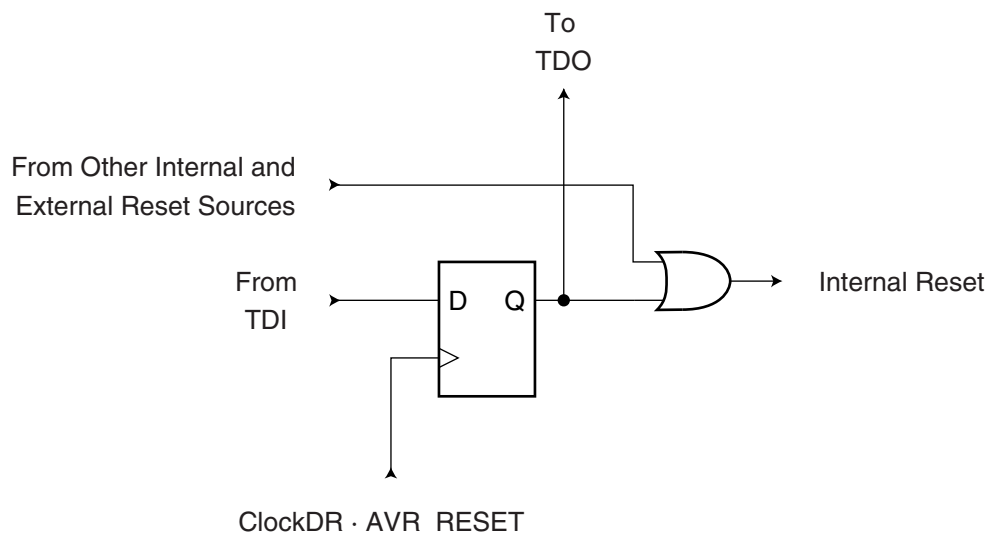 To
TDO
From Other Internal and
External Reset Sources
From
TDI
D
Q
Internal Reset
ClockDR · AVR RESET